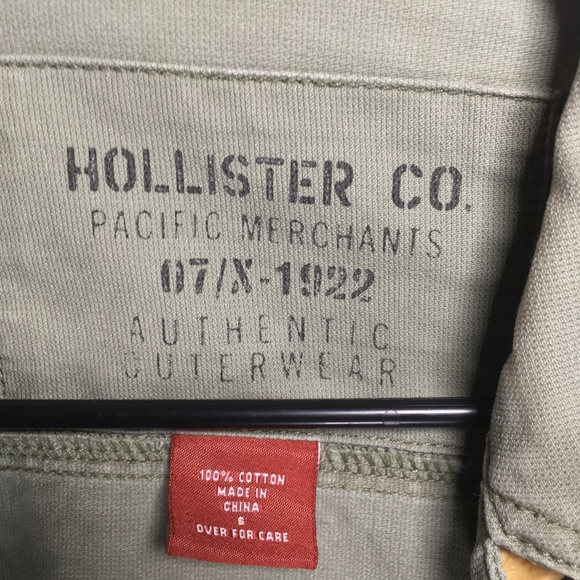 HOLLISTER CO.
PACIFIC MERCHANTS
07/X-1922
AUTHENTIC
OUTERWEAR
100% COTTON
MADE IN
CHINA
S
OVER FOR CARE